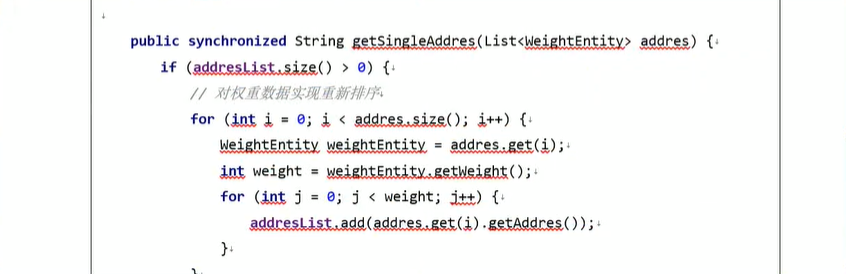 public synchronized String getSingleAddres(List<WeightEntity> addres) {
if (addresList.size() > 0) {
// 对权重数据实现重新排序
for (int i = 0; i < addres.size(); i++) {
WeightEntity weightEntity = addres.get(i);
int weight = weightEntity.getWeight();
for (int j = 0; j < weight; j++) {
addresList.add(addres.get(i).getAddres());
}
}